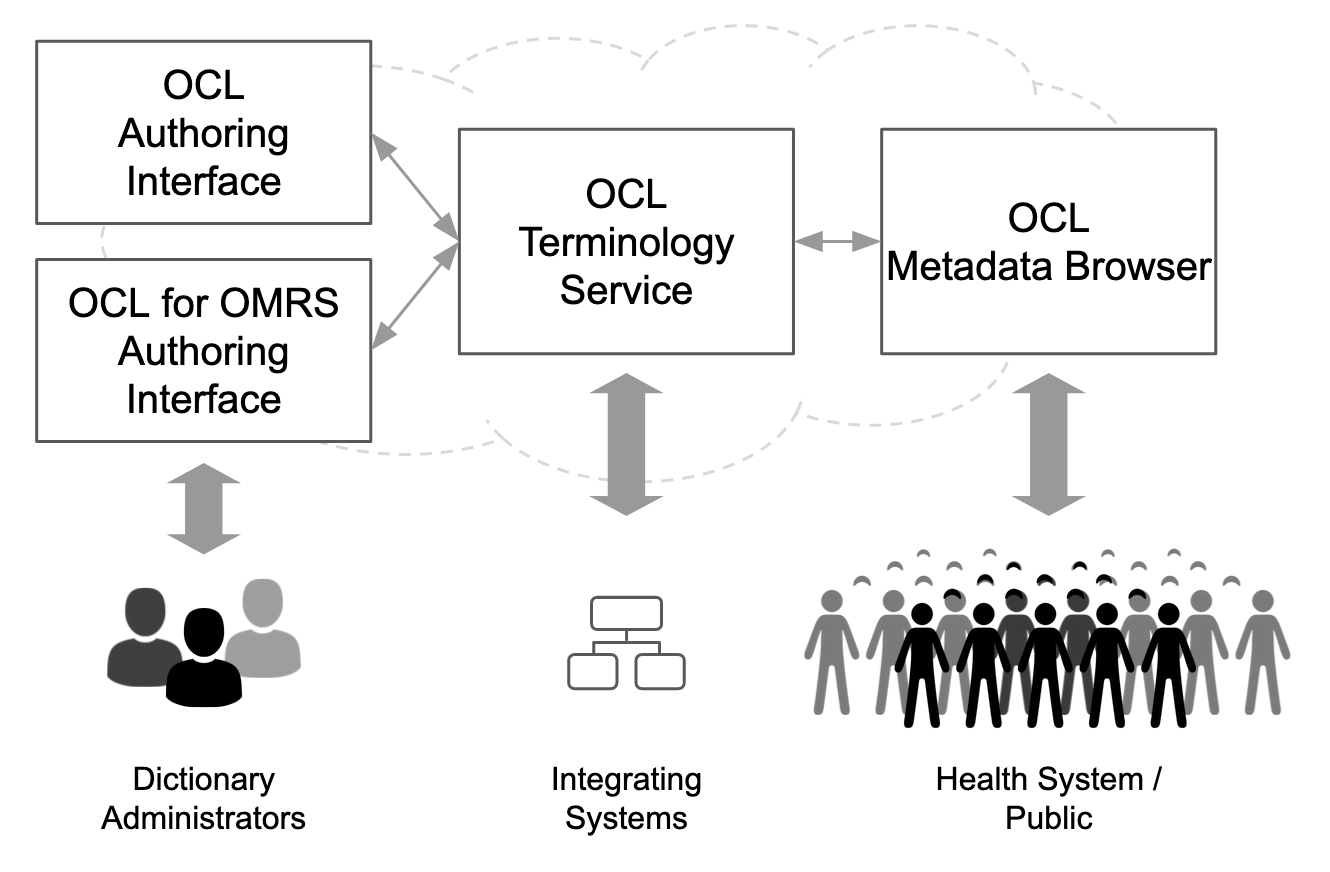 OCL
Authoring
Interface
OCL for OMRS
Authoring
Interface
OCL
Terminology
Service
OCL
Metadata Browser
Dictionary
Administrators
Integrating
Systems
Health System /
Public